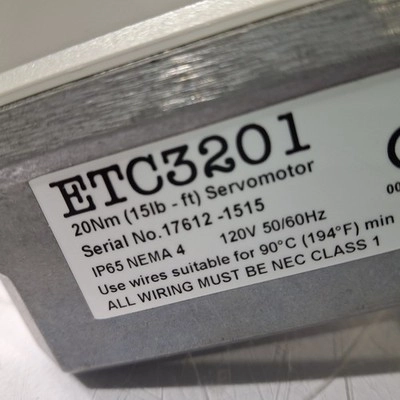 ETC3201
20Nm (15lb - ft) Servomotor
Serial No.17612 -1515
IP65 NEMA 4 120V 50/60Hz
Use wires suitable for 90°C (194°F) min
ALL WIRING MUST BE NEC CLASS 1
00